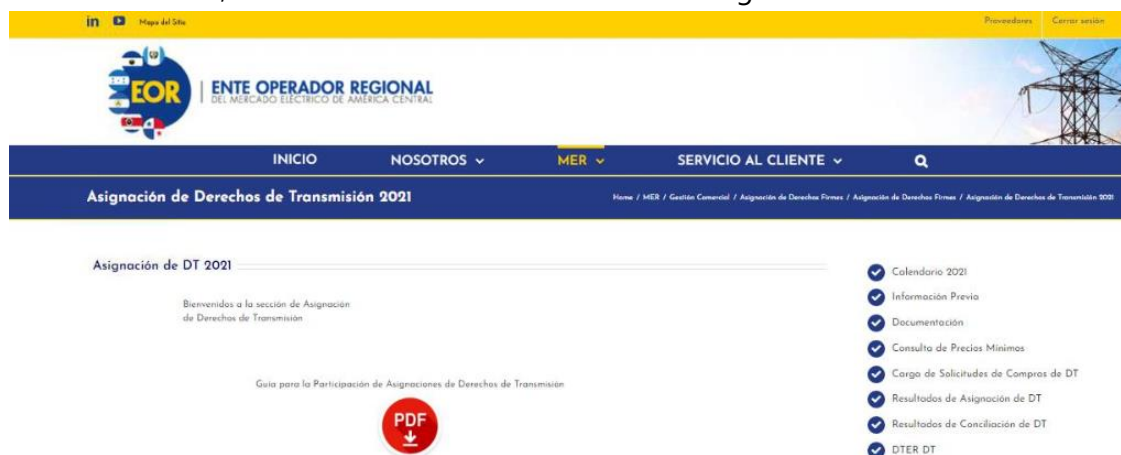 in Mapa del Sitio
Proveedores Cerrar sesión
EOR
ENTE OPERADOR REGIONAL
DEL MERCADO ELÉCTRICO DE AMÉRICA CENTRAL
INICIO NOSOTROS MER SERVICIO AL CLIENTE
Asignación de Derechos de Transmisión 2021
Home / MER / Gestión Comercial / Asignación de Derechos Firmes / Asignación de Derechos Firmes / Asignación de Derechos de Transmisión 2021
Asignación de DT 2021
Bienvenidos a la sección de Asignación
de Derechos de Transmisión
Guía para la Participación de Asignaciones de Derechos de Transmisión
PDF
Calendario 2021
Información Previa
Documentación
Consulta de Precios Mínimos
Carga de Solicitudes de Compras de DT
Resultados de Asignación de DT
Resultados de Conciliación de DT
DTER DT